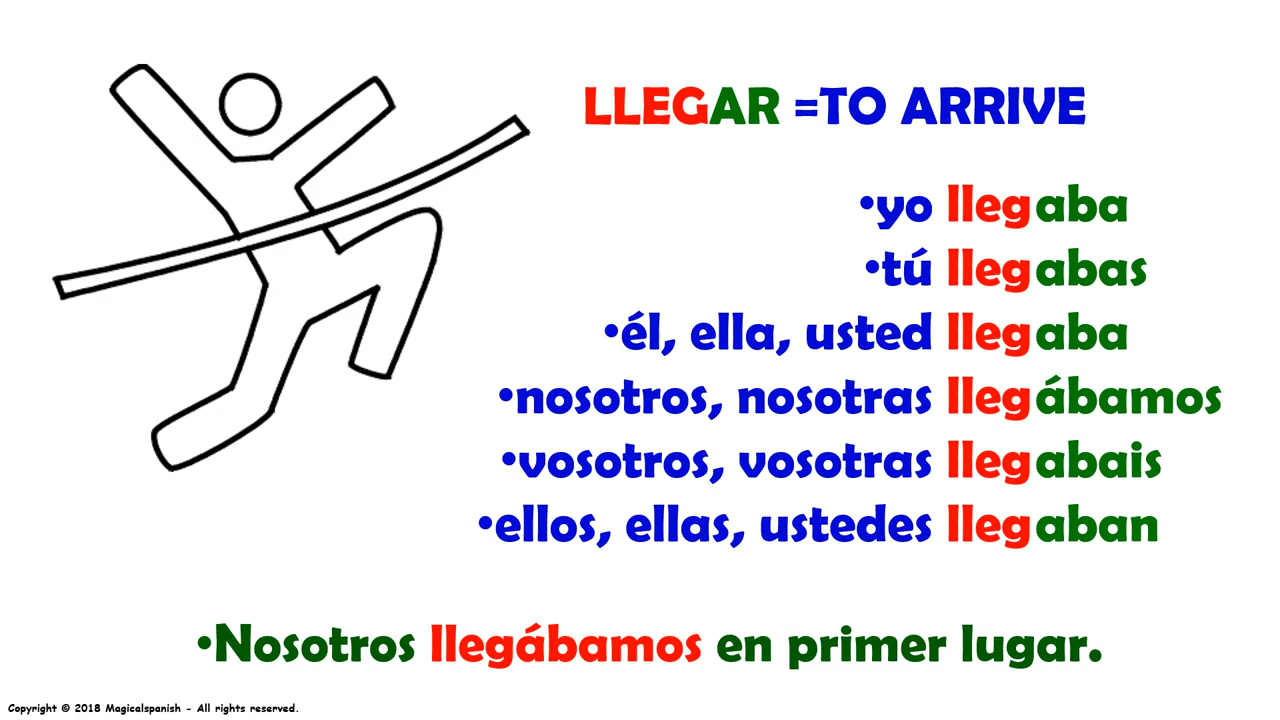 LLEGAR =TO ARRIVE
•yo llegaba
•tú llegabas
•él, ella, usted llegaba
•nosotros, nosotras llegábamos
•vosotros, vosotras llegabais
•ellos, ellas, ustedes llegaban
•Nosotros llegábamos en primer lugar.
Copyright © 2018 Magicalspanish - All rights reserved.